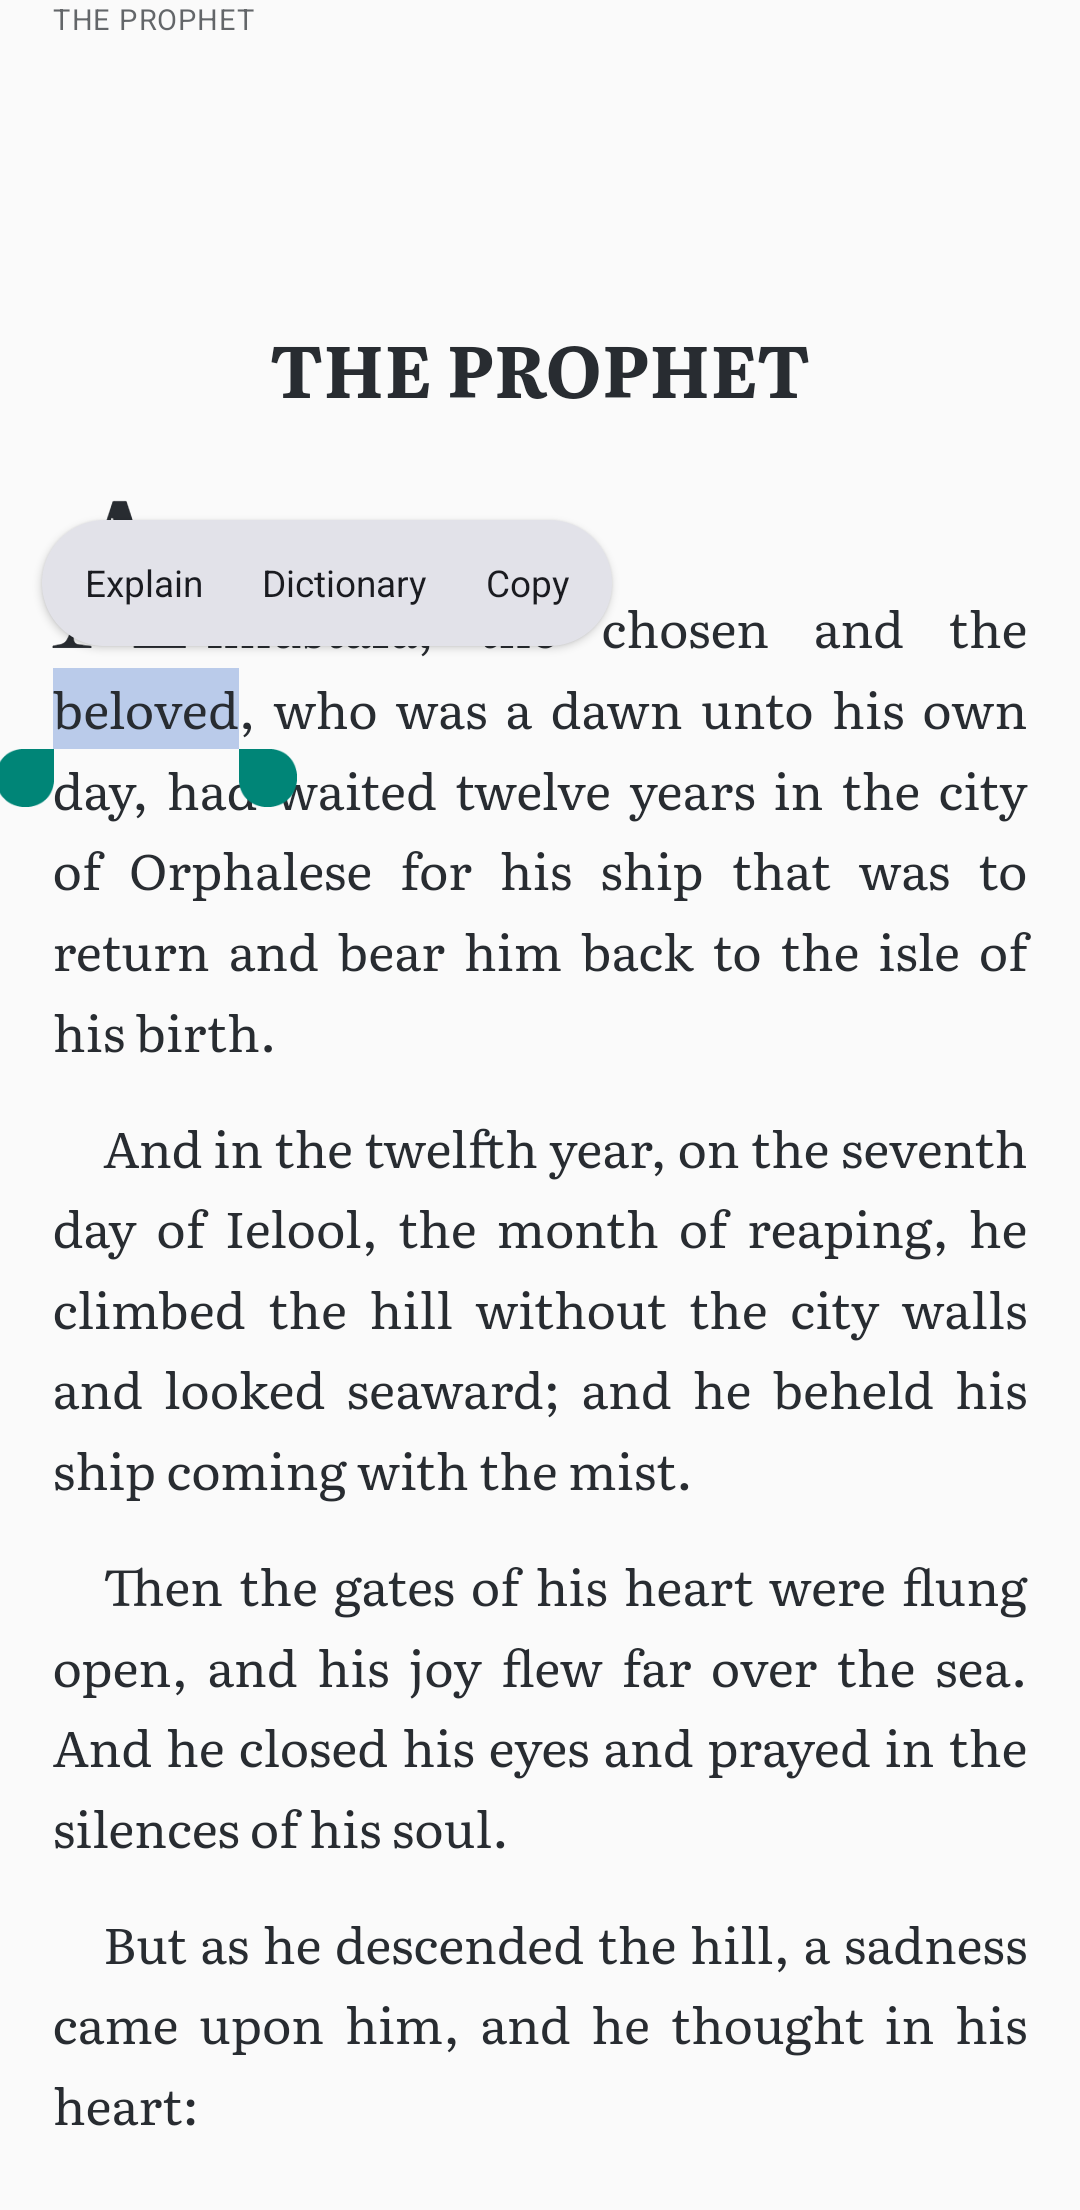 THE PROPHET
THE PROPHET
Explain Dictionary Copy
chosen and the
beloved, who was a dawn unto his own
day, had waited twelve years in the city
of Orphalese for his ship that was to
return and bear him back to the isle of
his birth.
And in the twelfth year, on the seventh
day of Ielool, the month of reaping, he
climbed the hill without the city walls
and looked seaward; and he beheld his
ship coming with the mist.
Then the gates of his heart were flung
open, and his joy flew far over the sea.
And he closed his eyes and prayed in the
silences of his soul.
But as he descended the hill, a sadness
came upon him, and he thought in his
heart: